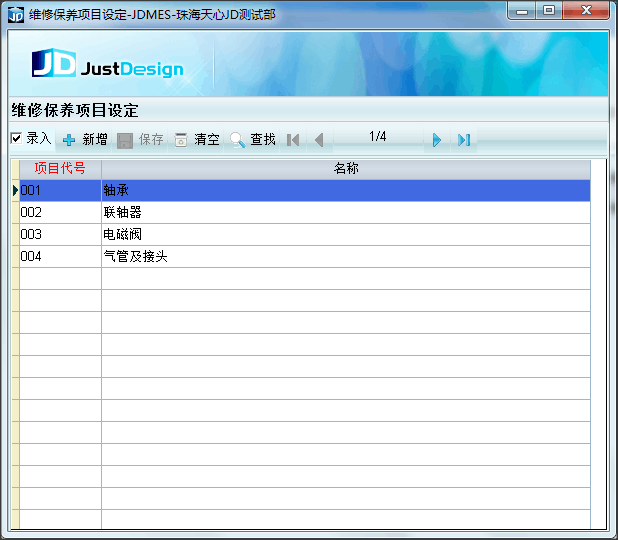 维修保养项目设定-JDMES-珠海天心JD测试部
JD JustDesign
维修保养项目设定
录入 新增 保存 清空 查找 1/4
项目代号 名称
001 轴承
002 联轴器
003 电磁阀
004 气管及接头